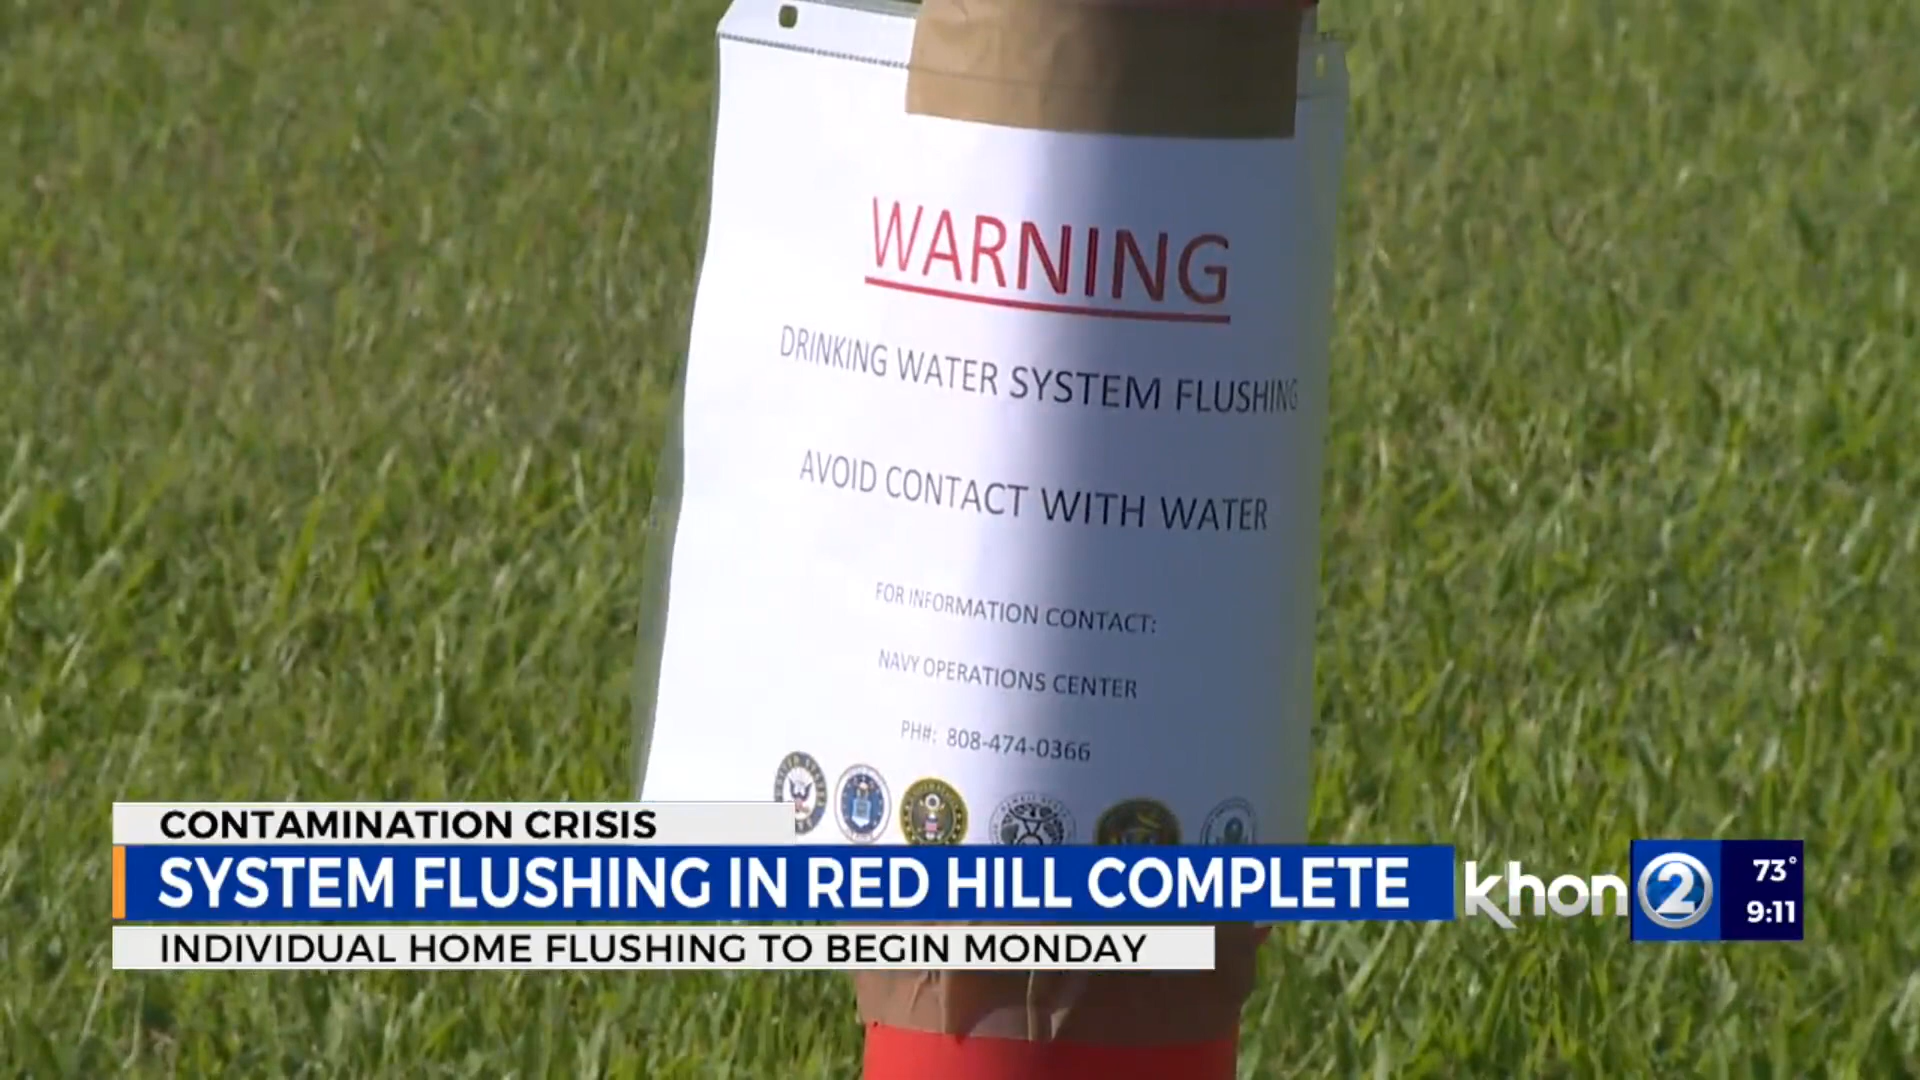 WARNING
DRINKING WATER SYSTEM FLUSHING
AVOID CONTACT WITH WATER
FOR INFORMATION CONTACT:
NAVY OPERATIONS CENTER
PH#: 808-474-0366
CONTAMINATION CRISIS
SYSTEM FLUSHING IN RED HILL COMPLETE
INDIVIDUAL HOME FLUSHING TO BEGIN MONDAY
khon 2
73°
9:11